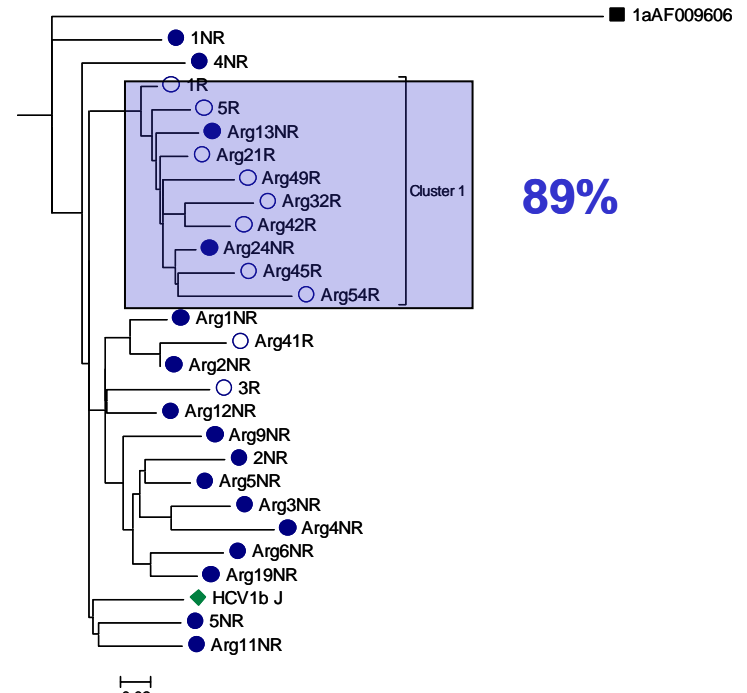 1aAF009606
1NR
4NR
1R
5R
Arg13NR
Arg21R
Arg49R
Cluster 1
89%
Arg32R
Arg42R
Arg24NR
Arg45R
Arg54R
Arg1NR
Arg41R
Arg2NR
3R
Arg12NR
Arg9NR
2NR
Arg5NR
Arg3NR
Arg4NR
Arg6NR
Arg19NR
HCV1b J
5NR
Arg11NR